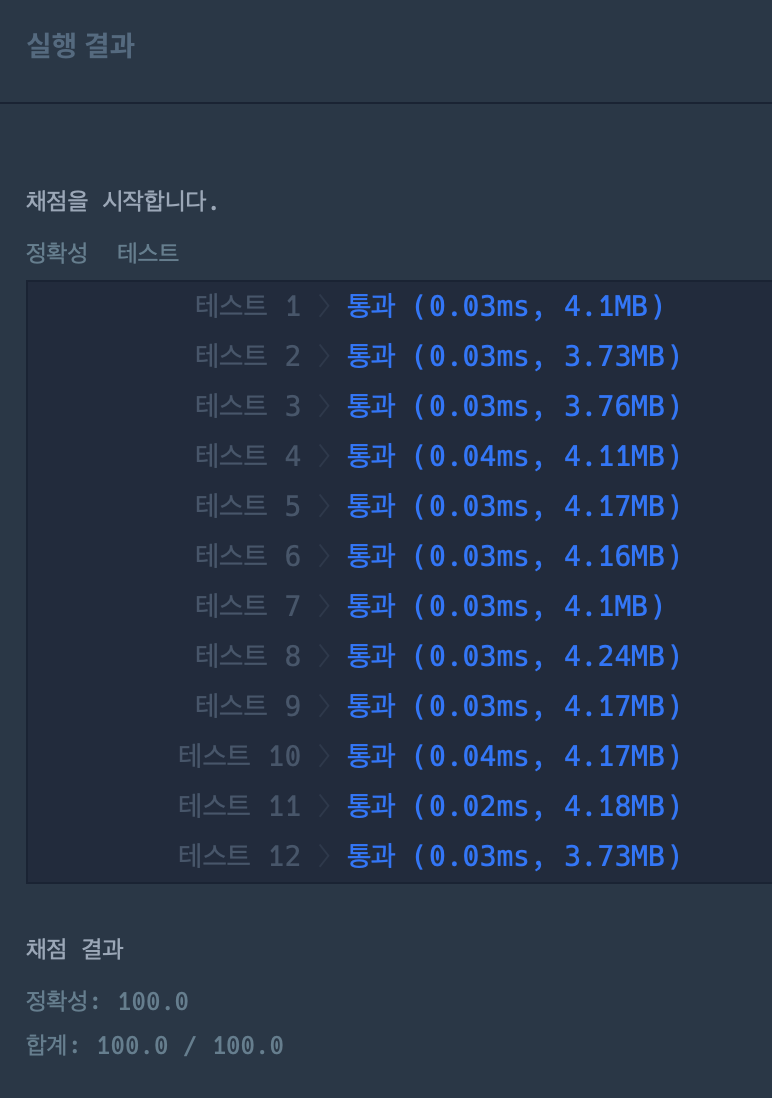 실행 결과
채점을 시작합니다.
정확성 테스트
테스트 1 〉 통과 (0.03ms, 4.1MB)
테스트 2 〉 통과 (0.03ms, 3.73MB)
테스트 3 〉 통과 (0.03ms, 3.76MB)
테스트 4 〉 통과 (0.04ms, 4.11MB)
테스트 5 〉 통과 (0.03ms, 4.17MB)
테스트 6 〉 통과 (0.03ms, 4.16MB)
테스트 7 〉 통과 (0.03ms, 4.1MB)
테스트 8 〉 통과 (0.03ms, 4.24MB)
테스트 9 〉 통과 (0.03ms, 4.17MB)
테스트 10 〉 통과 (0.04ms, 4.17MB)
테스트 11 〉 통과 (0.02ms, 4.18MB)
테스트 12 〉 통과 (0.03ms, 3.73MB)
채점 결과
정확성: 100.0
합계: 100.0 / 100.0